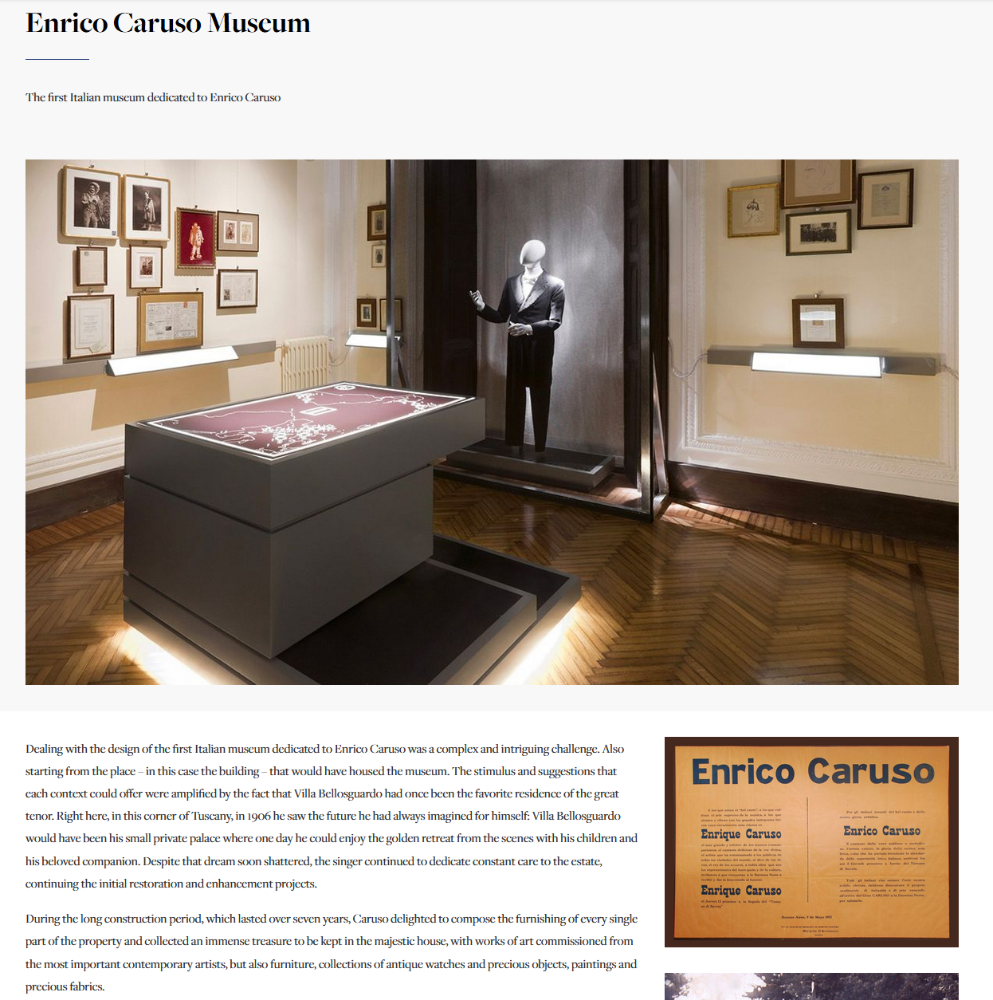 Enrico Caruso Museum
The first Italian museum dedicated to Enrico Caruso
Dealing with the design of the first Italian museum dedicated to Enrico Caruso was a complex and intriguing challenge. Also
starting from the place – in this case the building – that would have housed the museum. The stimulus and suggestions that
each context could offer were amplified by the fact that Villa Bellosguardo had once been the favorite residence of the great
tenor. Right here, in this corner of Tuscany, in 1906 he saw the future he had always imagined for himself: Villa Bellosguardo
would have been his small private palace where one day he could enjoy the golden retreat from the scenes with his children and
his beloved companion. Despite that dream soon shattered, the singer continued to dedicate constant care to the estate,
continuing the initial restoration and enhancement projects.
During the long construction period, which lasted over seven years, Caruso delighted to compose the furnishing of every single
part of the property and collected an immense treasure to be kept in the majestic house, with works of art commissioned from
the most important contemporary artists, but also furniture, collections of antique watches and precious objects, paintings and
precious fabrics.
Enrico Caruso
Enrique Caruso
Enrique Caruso
Enrico Caruso